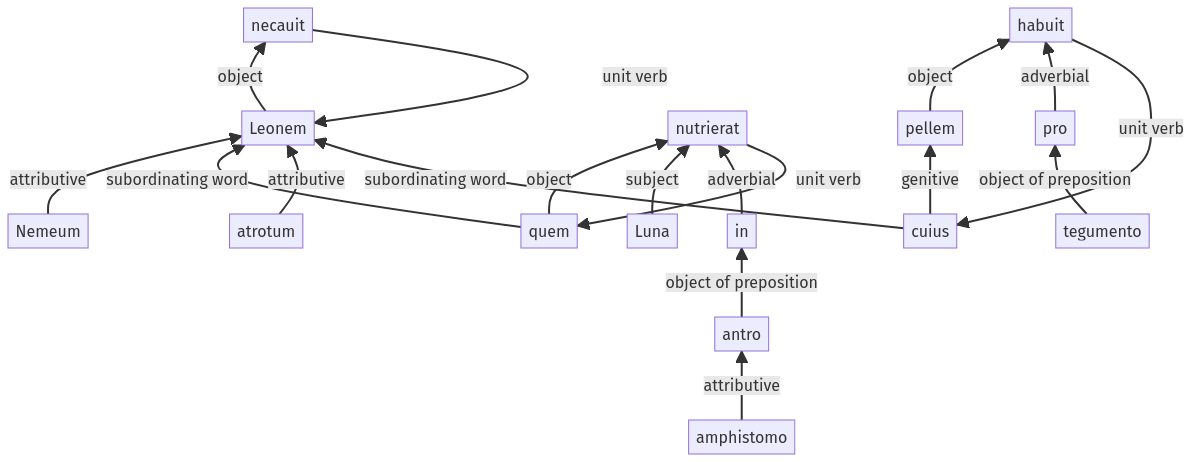 necauit habuit
object unit verb object adverbial
Leonem nutrierat pellem pro unit verb
attributive subordinating word attributive subordinating word object subject adverbial unit verb genitive object of preposition
Nemeum atrotum quem Luna in cuius tegumento
object of preposition
antro
attributive
amphistomo